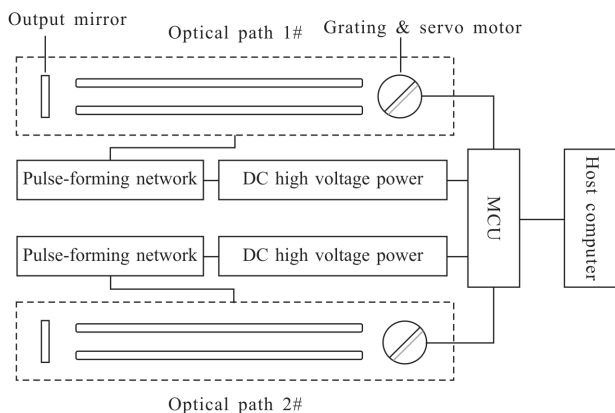 Output mirror
Optical path 1#
Grating & servo motor
Pulse-forming network
DC high voltage power
Pulse-forming network
DC high voltage power
MCU
Host computer
Optical path 2#